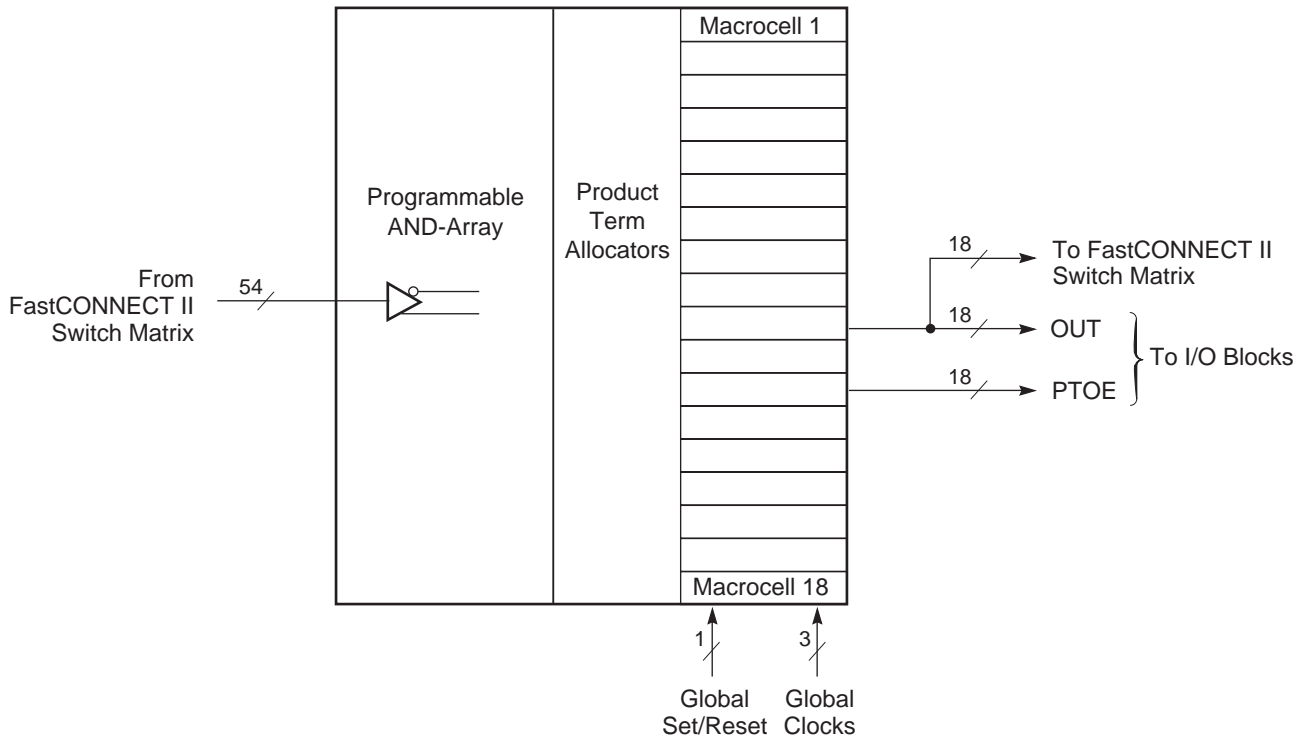 Macrocell 1
Programmable
AND-Array
Product
Term
Allocators
From
FastCONNECT II
Switch Matrix
54
18
To FastCONNECT II
Switch Matrix
18
OUT
To I/O Blocks
18
PTOE
Macrocell 18
1
3
Global
Set/Reset
Global
Clocks